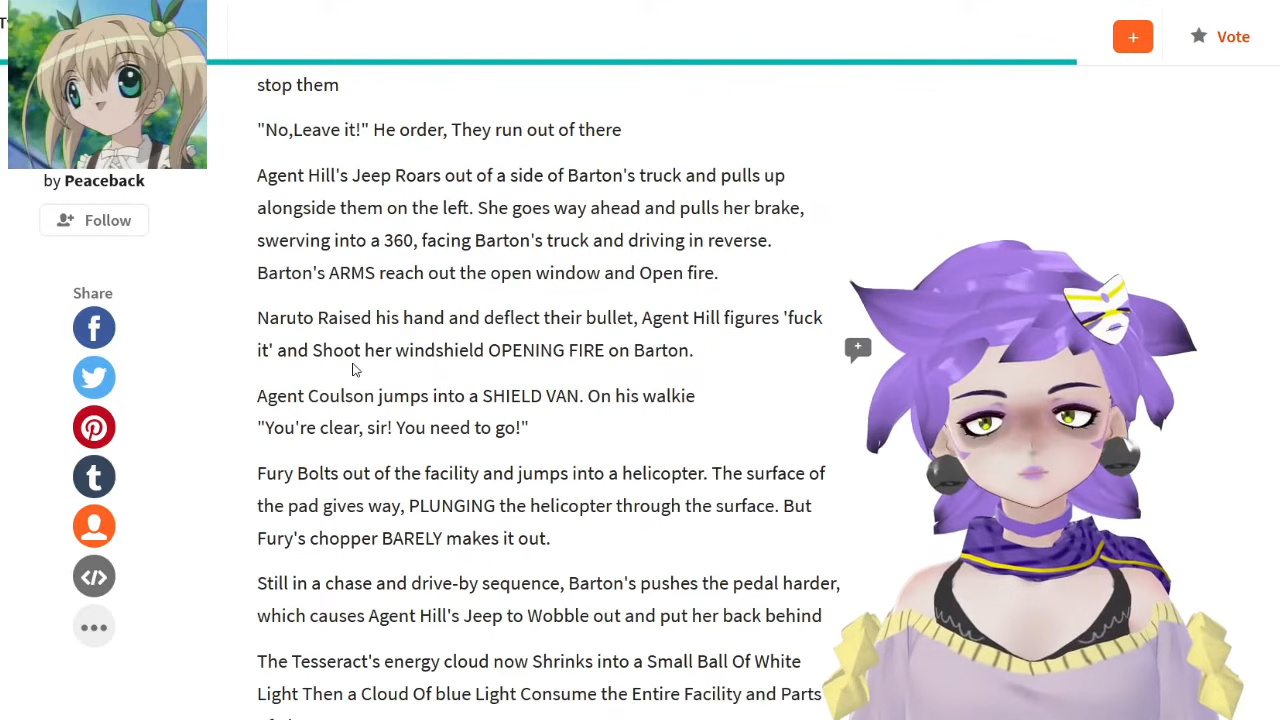 T
+
Vote
stop them
"No,Leave it!" He order, They run out of there
by Peaceback
Follow
Agent Hill's Jeep Roars out of a side of Barton's truck and pulls up
alongside them on the left. She goes way ahead and pulls her brake,
swerving into a 360, facing Barton's truck and driving in reverse.
Barton's ARMS reach out the open window and Open fire.
Share
Naruto Raised his hand and deflect their bullet, Agent Hill figures 'fuck
it' and Shoot her windshield OPENING FIRE on Barton.
Agent Coulson jumps into a SHIELD VAN. On his walkie
"You're clear, sir! You need to go!"
Fury Bolts out of the facility and jumps into a helicopter. The surface of
the pad gives way, PLUNGING the helicopter through the surface. But
Fury's chopper BARELY makes it out.
Still in a chase and drive-by sequence, Barton's pushes the pedal harder,
which causes Agent Hill's Jeep to Wobble out and put her back behind
The Tesseract's energy cloud now Shrinks into a Small Ball Of White
Light Then a Cloud Of blue Light Consume the Entire Facility and Parts